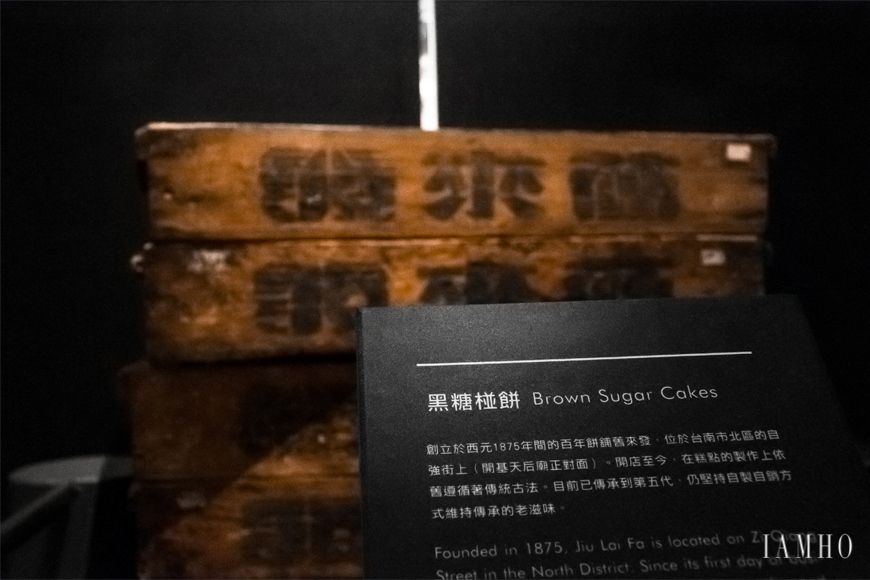 發來舊
黑糖椪餅 Brown Sugar Cakes
創立於西元1875年間的百年餅舖舊來發,位於台南市北區的自
強街上(開基天后廟正對面)。開店至今,在糕點的製作上依
舊遵循著傳統古法。目前已傳承到第五代,仍堅持自製自銷方
式維持傳承的老滋味。
Founded in 1875, Jiu Lai Fa is located on
Street in the North District. Since its first day of
IAMHO